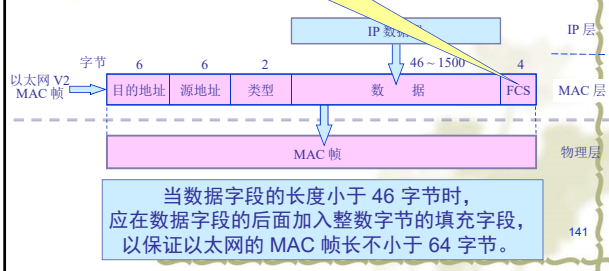 IP 数据 IP 层
字节 6 6 2 46 ~ 1500 4
以太网 V2
MAC 帧
目的地址 源地址 类型 数 据 FCS MAC 层
MAC 帧 物理层
当数据字段的长度小于 46 字节时,
应在数据字段的后面加入整数字节的填充字段,
以保证以太网的 MAC 帧长不小于 64 字节。
141